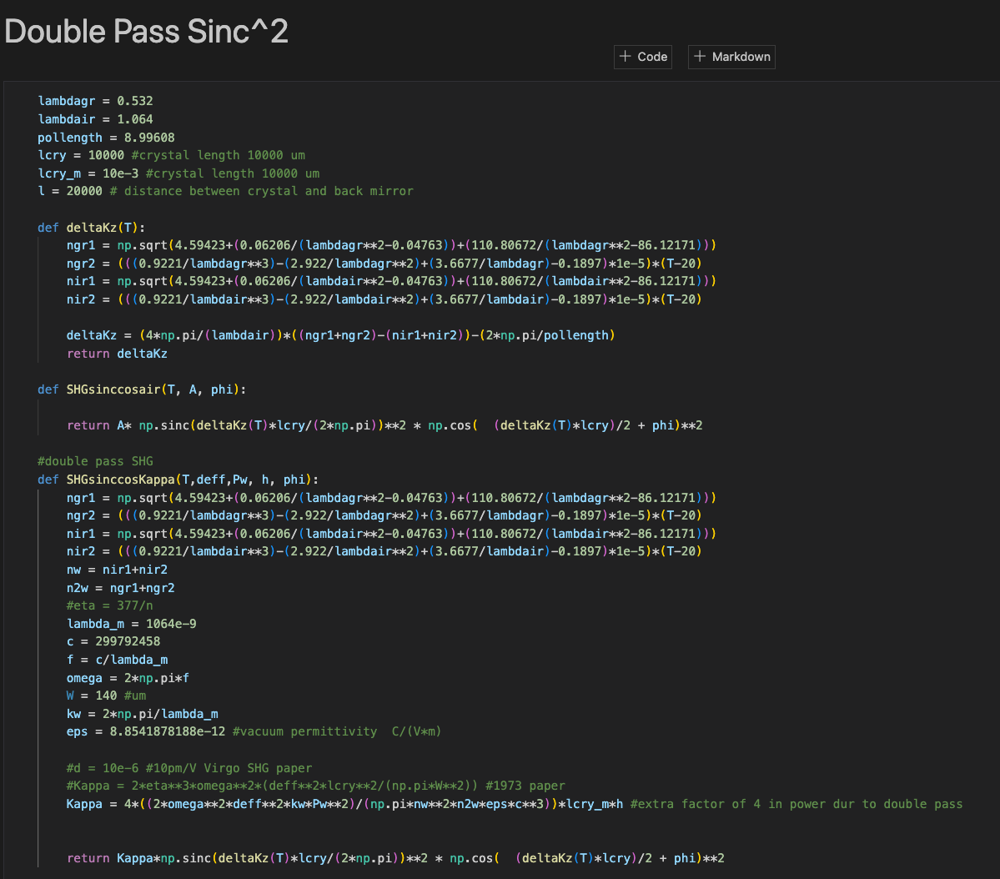 Double Pass Sinc^2
+ Code + Markdown
lambdagr = 0.532
lambdair = 1.064
pollength = 8.99608
lcry = 10000 #crystal length 10000 um
lcry_m = 10e-3 #crystal length 10000 um
l = 20000 # distance between crystal and back mirror
def deltaKz(T):
ngr1 = np.sqrt(4.59423+(0.06206/(lambdagr**2-0.04763))+(110.80672/(lambdagr**2-86.12171)))
ngr2 = (((0.9221/lambdagr**3)-(2.922/lambdagr**2)+(3.6677/lambdagr)-0.1897)*1e-5)*(T-20)
nir1 = np.sqrt(4.59423+(0.06206/(lambdair**2-0.04763))+(110.80672/(lambdair**2-86.12171)))
nir2 = (((0.9221/lambdair**3)-(2.922/lambdair**2)+(3.6677/lambdair)-0.1897)*1e-5)*(T-20)
deltaKz = (4*np.pi/(lambdair))*((ngr1+ngr2)-(nir1+nir2))-(2*np.pi/pollength)
return deltaKz
def SHGsinccosair(T, A, phi):
return A* np.sinc(deltaKz(T)*lcry/(2*np.pi))**2 * np.cos(  (deltaKz(T)*lcry)/2 + phi)**2
#double pass SHG
def SHGsinccosKappa(T,deff,Pw, h, phi):
ngr1 = np.sqrt(4.59423+(0.06206/(lambdagr**2-0.04763))+(110.80672/(lambdagr**2-86.12171)))
ngr2 = (((0.9221/lambdagr**3)-(2.922/lambdagr**2)+(3.6677/lambdagr)-0.1897)*1e-5)*(T-20)
nir1 = np.sqrt(4.59423+(0.06206/(lambdair**2-0.04763))+(110.80672/(lambdair**2-86.12171)))
nir2 = (((0.9221/lambdair**3)-(2.922/lambdair**2)+(3.6677/lambdair)-0.1897)*1e-5)*(T-20)
nw = nir1+nir2
n2w = ngr1+ngr2
#eta = 377/n
lambda_m = 1064e-9
c = 299792458
f = c/lambda_m
omega = 2*np.pi*f
W = 140 #um
kw = 2*np.pi/lambda_m
eps = 8.8541878188e-12 #vacuum permittivity  C/(V*m)
#d = 10e-6 #10pm/V Virgo SHG paper
#Kappa = 2*eta**3*omega**2*(deff**2*lcry**2/(np.pi*W**2)) #1973 paper
Kappa = 4*((2*omega**2*deff**2*kw*Pw**2)/(np.pi*nw**2*n2w*eps*c**3))*lcry_m*h #extra factor of 4 in power dur to double pass
return Kappa*np.sinc(deltaKz(T)*lcry/(2*np.pi))**2 * np.cos(  (deltaKz(T)*lcry)/2 + phi)**2